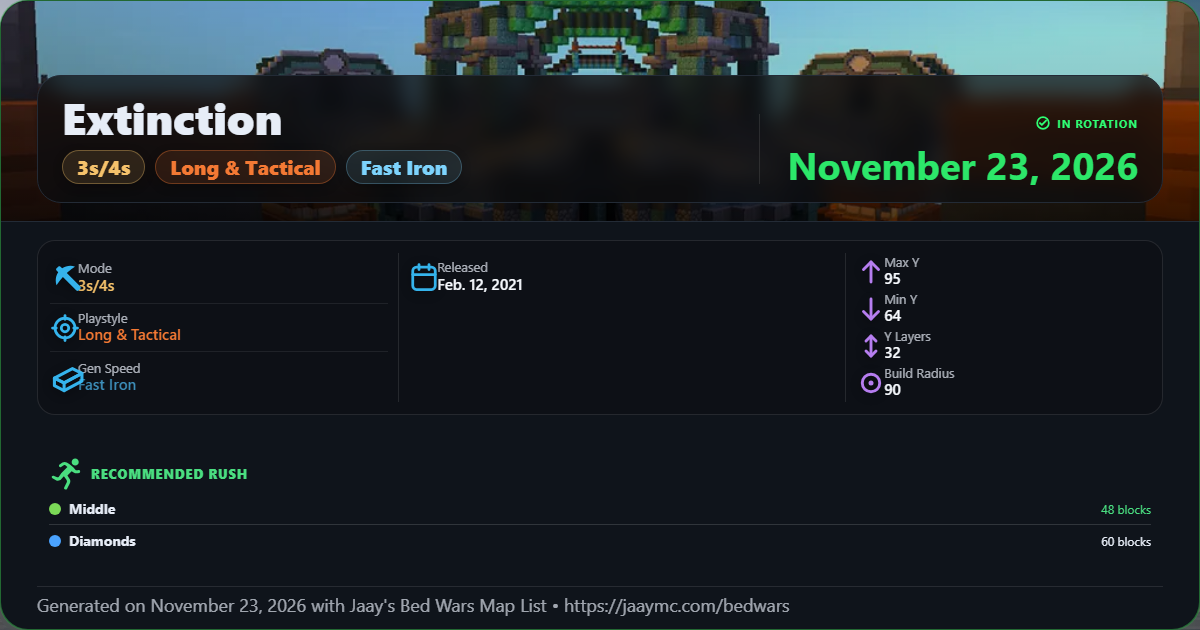 Extinction
3s/4s
Long & Tactical
Fast Iron
IN ROTATION
November 23, 2026
Mode
3s/4s
Playstyle
Long & Tactical
Gen Speed
Fast Iron
Released
Feb. 12, 2021
Max Y
95
Min Y
64
Y Layers
32
Build Radius
90
RECOMMENDED RUSH
Middle 48 blocks
Diamonds 60 blocks
Generated on November 23, 2026 with Jaay's Bed Wars Map List • https://jaaymc.com/bedwars